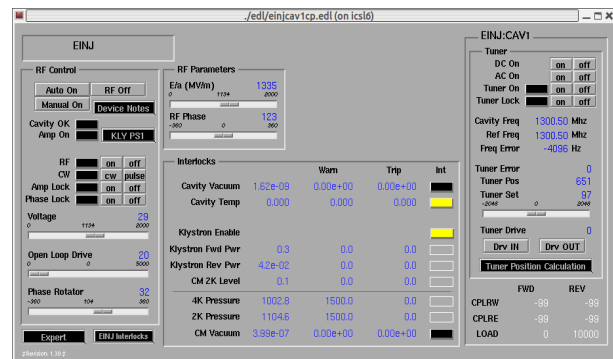 ./edl/einjcav1cp.edl (on icsl6)
EINJ
RF Control
Auto On RF Off
Manual On Device Notes
Cavity OK
Amp On KLY PS1
RF on off
CW cw pulse
Amp Lock on off
Phase Lock on off
Voltage 29
0 1134 2000
Open Loop Drive 20
0 0 5000
Phase Rotator 32
-360 104 360
Expert EINJ Interlocks
RF Parameters
E/a (MV/m) 1335
0 1134 2000
RF Phase 123
-360 0 360
Interlocks
Warn Trip Int
Cavity Vacuum 1.62e-09 0.00e+00 0.00e+00
Cavity Temp 0.000 0.000 0.000
Klystron Enable
Klystron Fwd Pwr 0.3 0.0 0.0
Klystron Rev Pwr 4.2e-02 0.0 0.0
CM 2K Level 0.1 0.0 0.0
4K Pressure 1002.8 1500.0 0.0
2K Pressure 1104.6 1500.0 0.0
CM Vacuum 3.99e-07 0.00e+00 0.00e+00
EINJ:CAV1
Tuner
DC On on off
AC On on off
Tuner On on off
Tuner Lock on off
Cavity Freq 1300.50 Mhz
Ref Freq 1300.50 Mhz
Freq Error -4096 Hz
Tuner Error 0
Tuner Pos 651
Tuner Set 97
-2048 0 2048
Tuner Drive 0
Drv IN Drv OUT
Tuner Position Calculation
FWD REV
CPLRW -99 -99
CPLRE -99 -99
LOAD 0 10000